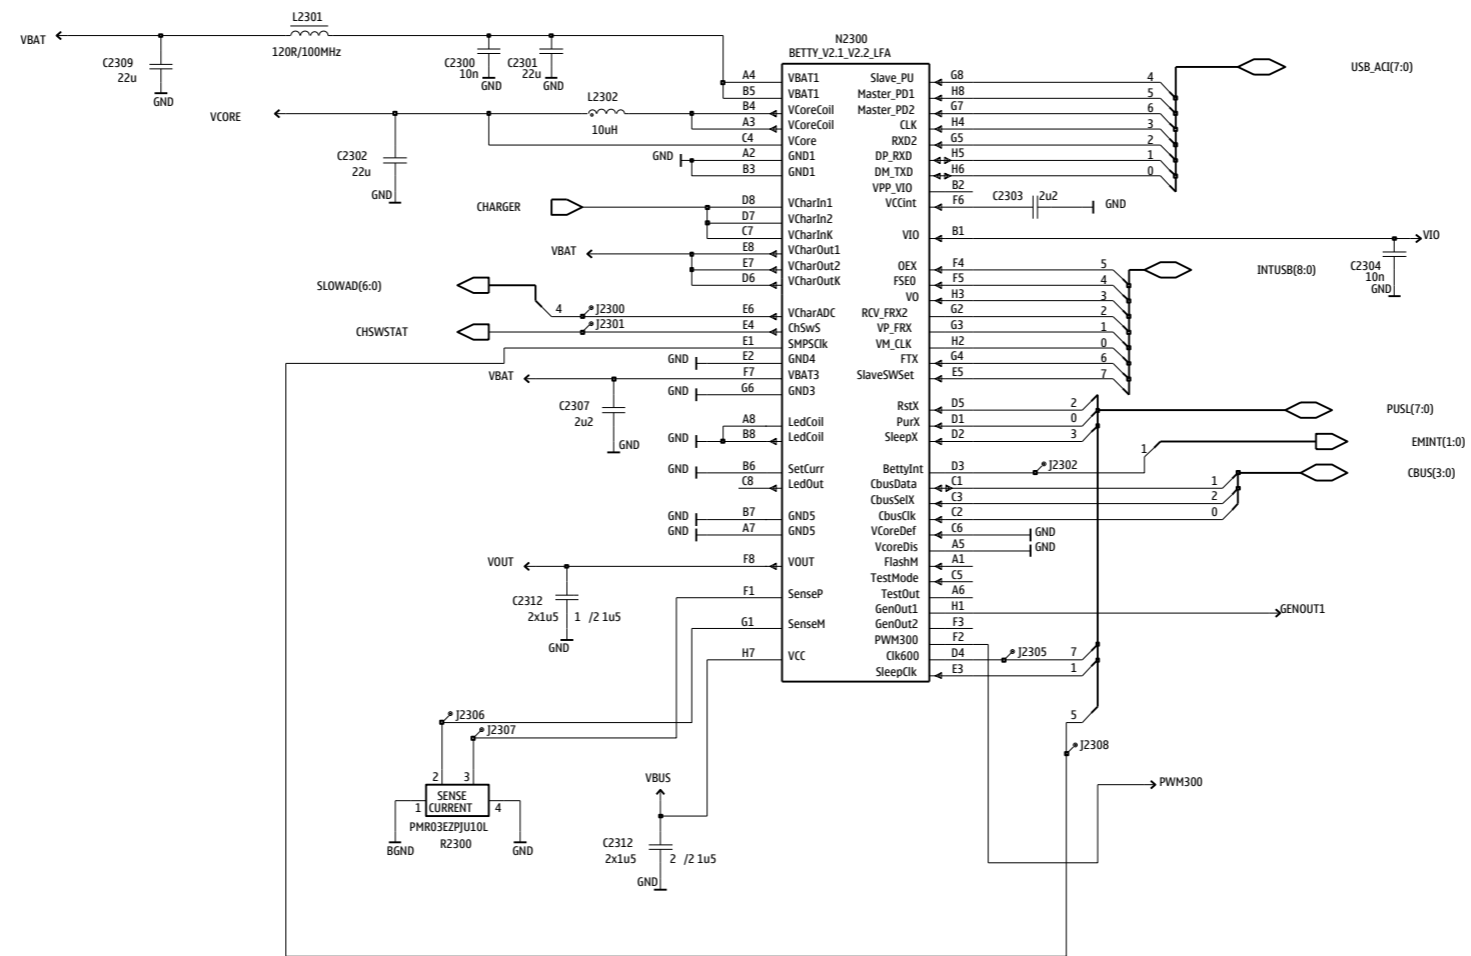 L2301
VBAT
120R/100MHz
C2309
22u
GND
C2300
10n
GND
C2301
22u
GND
N2300
BETTY_V2.1_V2.2_LFA
VCORE
L2302
10uH
C2302
22u
GND
GND
A4 VBAT1
B5 VBAT1
B4 VCoreCoil
A3 VCoreCoil
C4 VCore
A2 GND1
B3 GND1
CHARGER
D8 VCharIn1
D7 VCharIn2
C7 VCharInK
VBAT
E8 VCharOut1
E7 VCharOut2
D6 VCharOutK
SLOWAD(6:0)
4 J2300 E6 VCharADC
CHSWSTAT J2301 E4 ChSwS
E1 SMPSClk
GND E2 GND4
VBAT F7 VBAT3
GND G6 GND3
C2307
2u2
GND
A8 LedCoil
GND B8 LedCoil
GND B6 SetCurr
C8 LedOut
GND B7 GND5
GND A7 GND5
VOUT F8 VOUT
C2312
2x1u5 1 /2 1u5
GND
F1 SenseP
G1 SenseM
H7 VCC
Slave_PU G8 4
USB_ACI(7:0)
Master_PD1 H8 5
Master_PD2 G7 6
CLK H4 3
RXD2 G5 2
DP_RXD H5 1
DM_TXD H6 0
VPP_VIO B2
VCCint F6 C2303 2u2 GND
VIO B1 VIO
C2304
10n
GND
OEX F4 5
INTUSB(8:0)
FSE0 F5 4
VO H3 3
RCV_FRX2 G2 2
VP_FRX G3 1
VM_CLK H2 0
FTX G4 6
SlaveSWSet E5 7
RstX D5 2
PUSL(7:0)
PurX D1 0
SleepX D2 3
EMINT(1:0)
BettyInt D3 J2302 1
CBUS(3:0)
CbusData C1 1
CbusSelX C3 2
CbusClk C2 0
VCoreDef C6 GND
VcoreDis A5 GND
FlashM A1
TestMode C5
TestOut A6
GenOut1 H1 GENOUT1
GenOut2 F3
PWM300 F2
Clk600 D4 J2305 7
SleepClk E3 1
5
J2308
PWM300
J2306
J2307
2 3
SENSE
1 CURRENT 4
PMR03EZPJU10L
BGND R2300 GND
VBUS
C2312
2x1u5 2 /2 1u5
GND